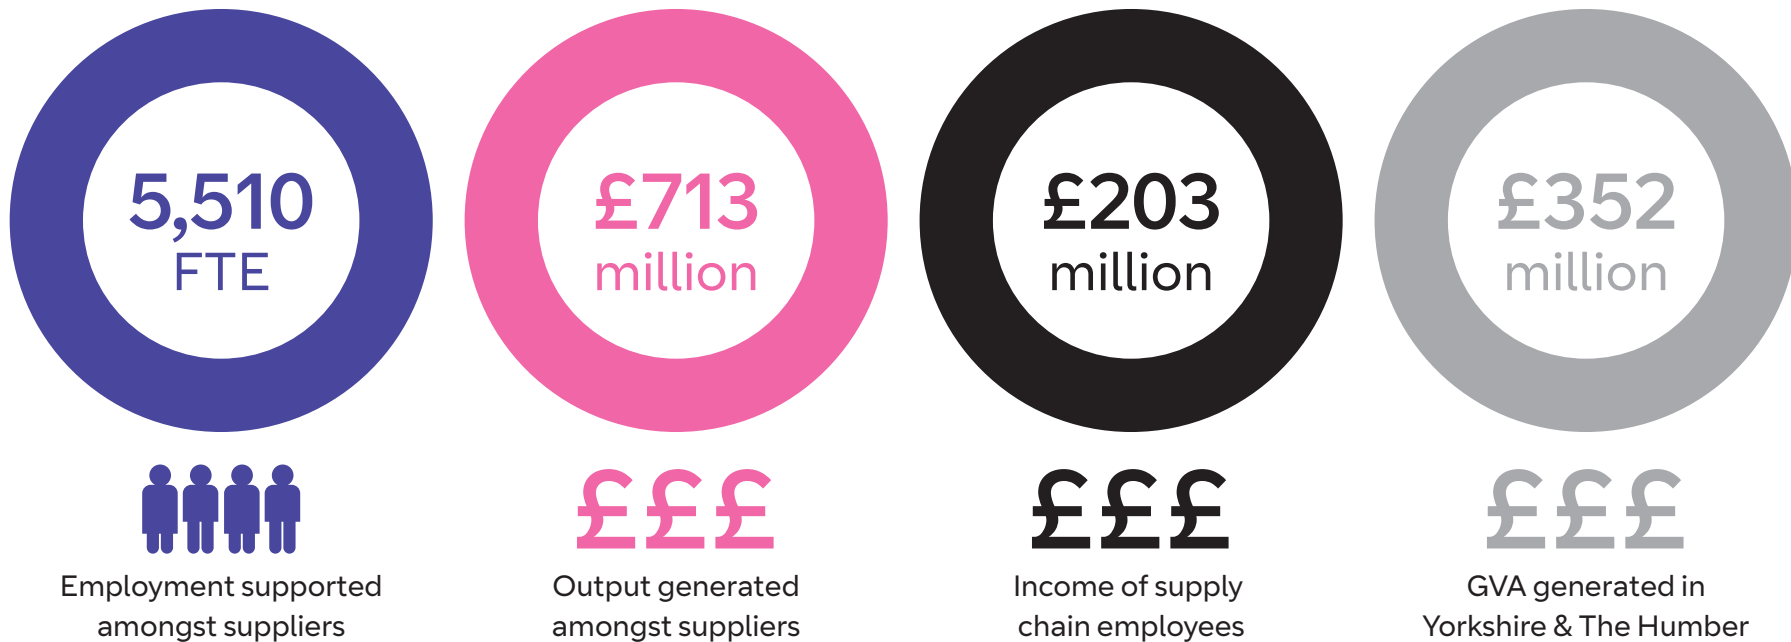 5,510
FTE
£713
million
£203
million
£352
million
£££
£££
£££
Employment supported
amongst suppliers
Output generated
amongst suppliers
Income of supply
chain employees
GVA generated in
Yorkshire & The Humber